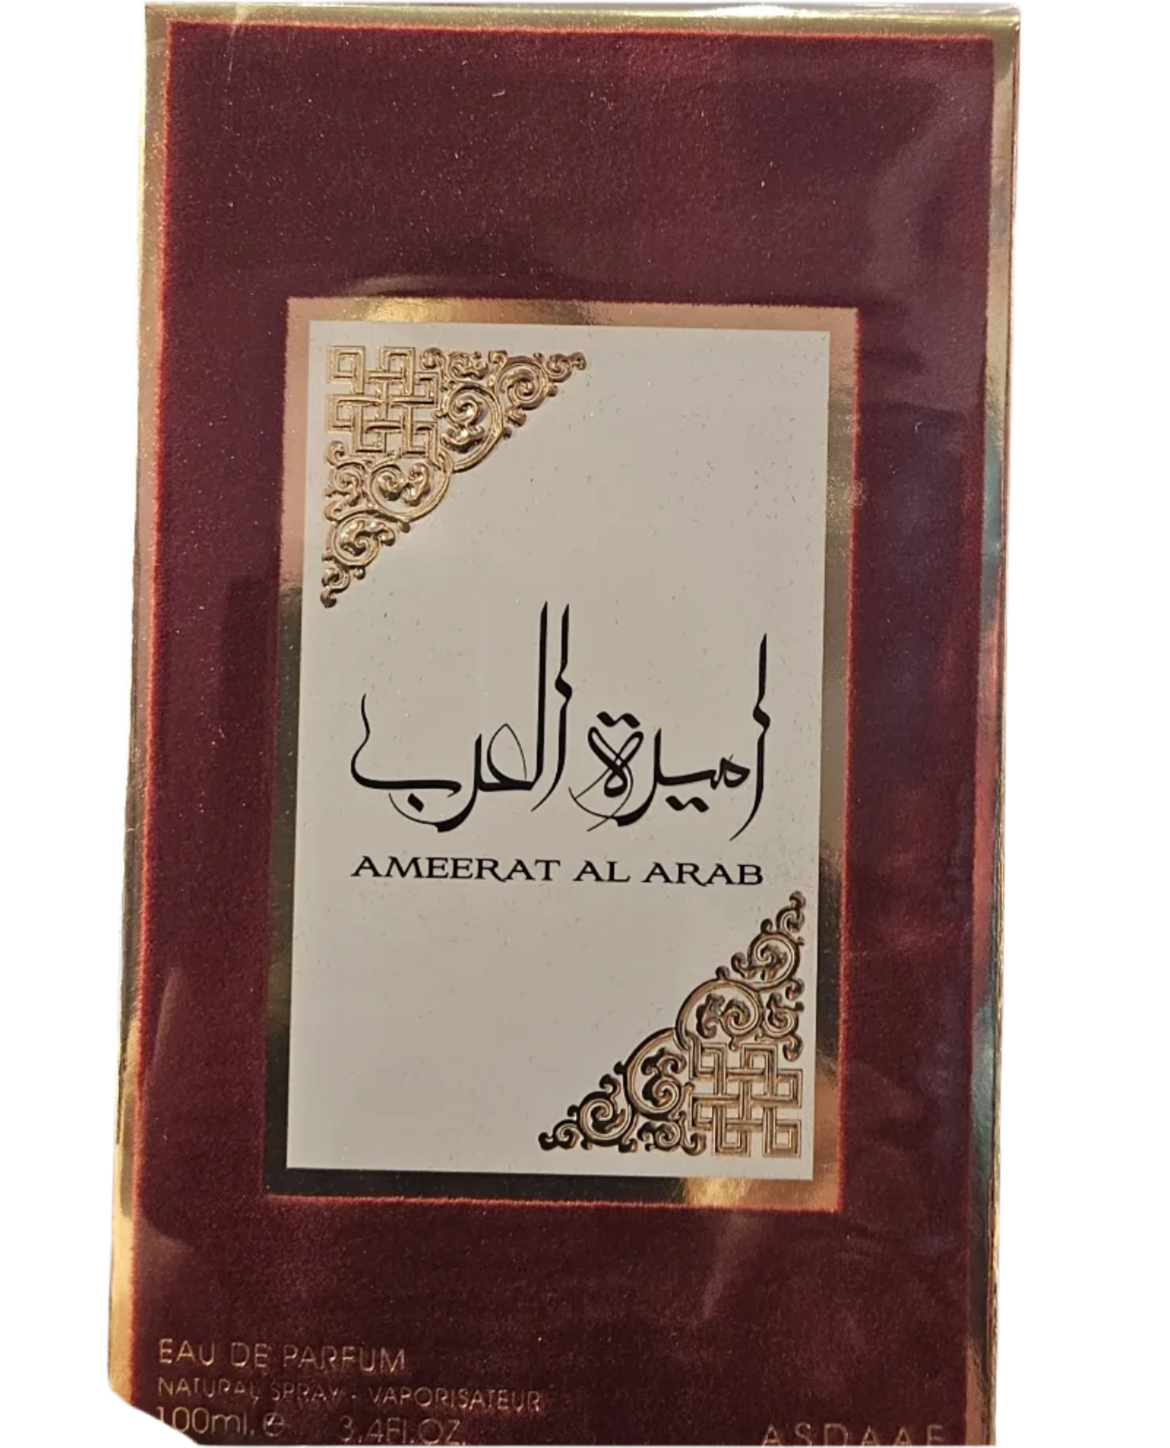 اميرة العرب
AMEERAT AL ARAB
EAU DE PARFUM
NATURAL SPRAY - VAPORISATEUR
100ml. e 3.4Fl.OZ.
ASDAAF